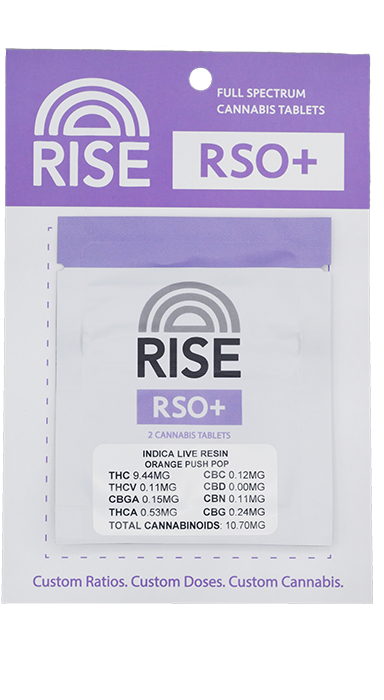 FULL SPECTRUM
CANNABIS TABLETS
RISE
RSO+
RISE
RSO+
2 CANNABIS TABLETS
INDICA LIVE RESIN
ORANGE PUSH POP
THC 9.44MG CBC 0.12MG
THCV 0.11MG CBD 0.00MG
CBGA 0.15MG CBN 0.11MG
THCA 0.53MG CBG 0.24MG
TOTAL CANNABINOIDS: 10.70MG
Custom Ratios. Custom Doses. Custom Cannabis.